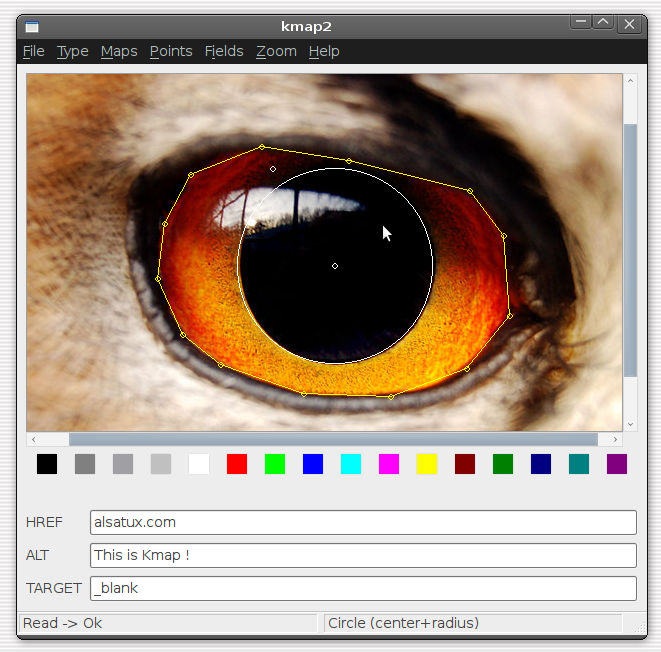 kmap2
File Type Maps Points Fields Zoom Help
HREF alsatux.com
ALT This is Kmap !
TARGET _blank
Read -> Ok Circle (center+radius)